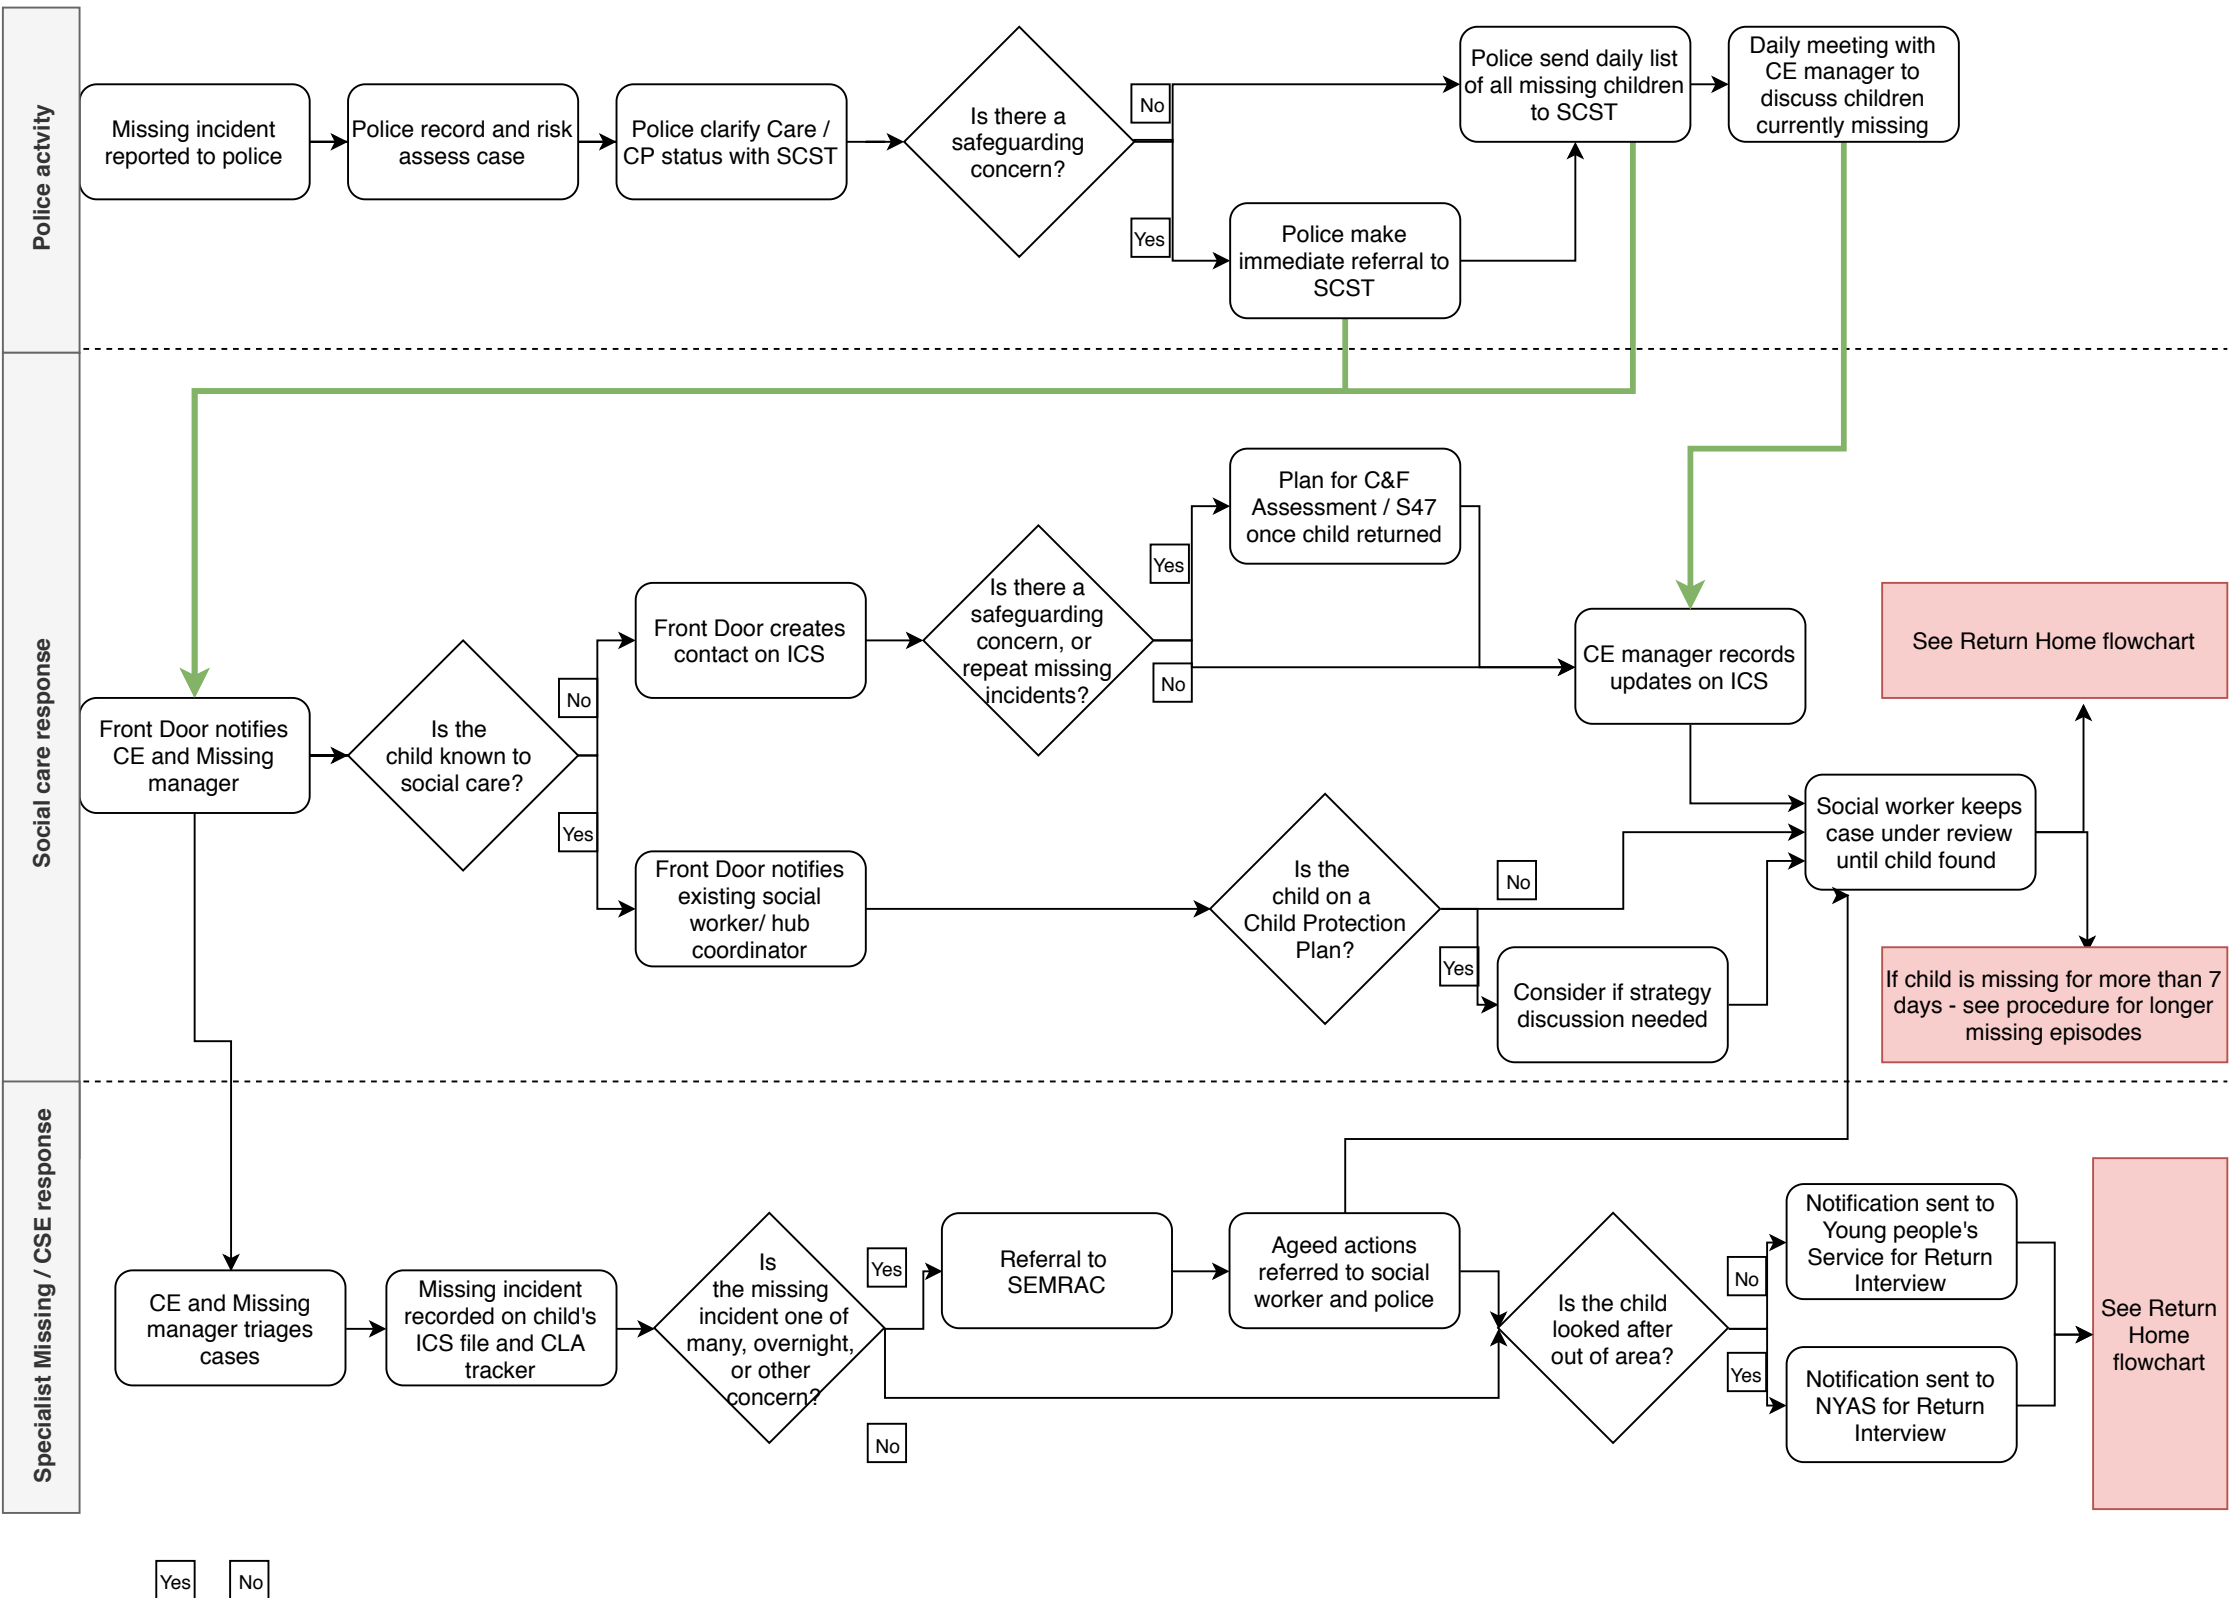 Police actvity
Missing incident
reported to police
Police record and risk
assess case
Police clarify Care /
CP status with SCST
Is there a
safeguarding
concern?
No
Yes
Police make
immediate referral to
SCST
Police send daily list
of all missing children
to SCST
Daily meeting with
CE manager to
discuss children
currently missing
Social care response
Front Door notifies
CE and Missing
manager
Is the
child known to
social care?
No
Yes
Front Door creates
contact on ICS
Is there a
safeguarding
concern, or
repeat missing
incidents?
Yes
No
Plan for C&F
Assessment / S47
once child returned
CE manager records
updates on ICS
See Return Home flowchart
Front Door notifies
existing social
worker/ hub
coordinator
Is the
child on a
Child Protection
Plan?
No
Yes
Consider if strategy
discussion needed
Social worker keeps
case under review
until child found
If child is missing for more than 7
days - see procedure for longer
missing episodes
Specialist Missing / CSE response
CE and Missing
manager triages
cases
Missing incident
recorded on child's
ICS file and CLA
tracker
Is
the missing
incident one of
many, overnight,
or other
concern?
Yes
No
Referral to
SEMRAC
Ageed actions
referred to social
worker and police
Is the child
looked after
out of area?
No
Yes
Notification sent to
Young people's
Service for Return
Interview
Notification sent to
NYAS for Return
Interview
See Return
Home
flowchart
Yes
No